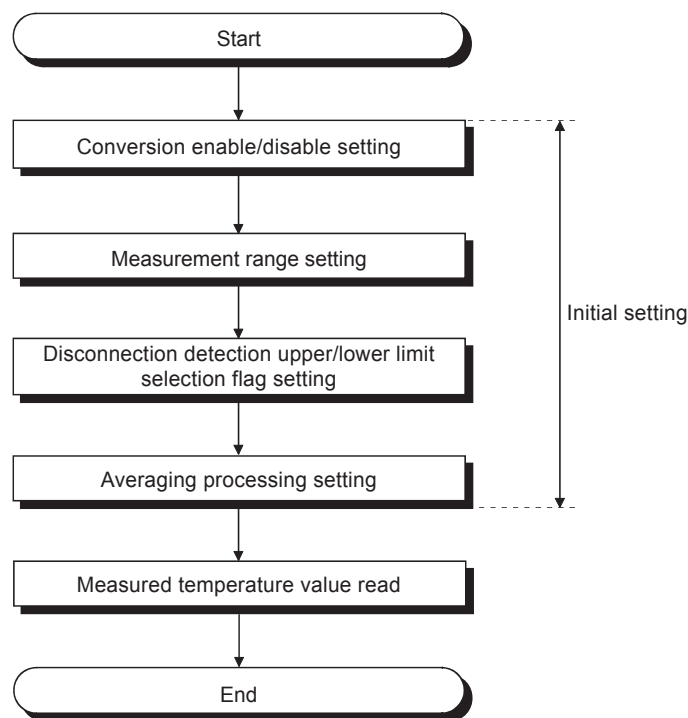 Start
Conversion enable/disable setting
Measurement range setting
Initial setting
Disconnection detection upper/lower limit
selection flag setting
Averaging processing setting
Measured temperature value read
End